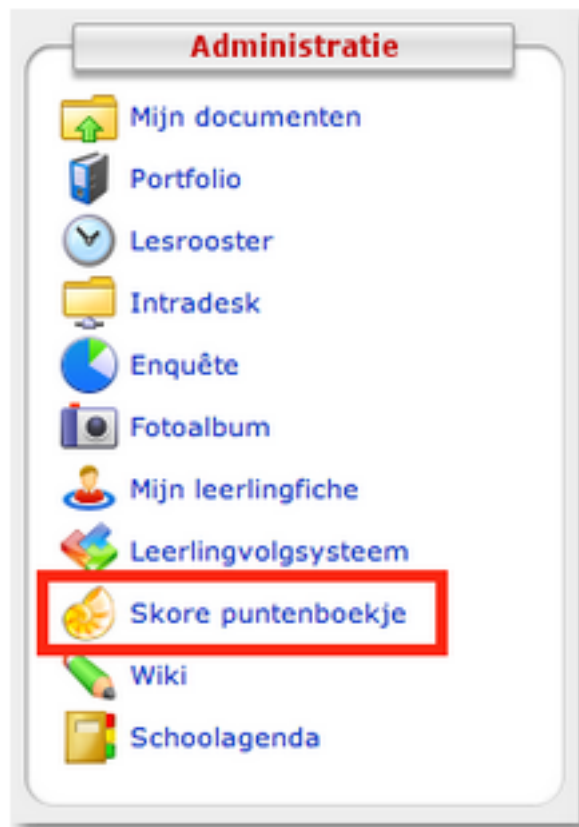 Administratie
Mijn documenten
Portfolio
Lesrooster
Intradesk
Enquête
Fotoalbum
Mijn leerlingfiche
Leerlingvolgsysteem
Skore puntenboekje
Wiki
Schoolagenda